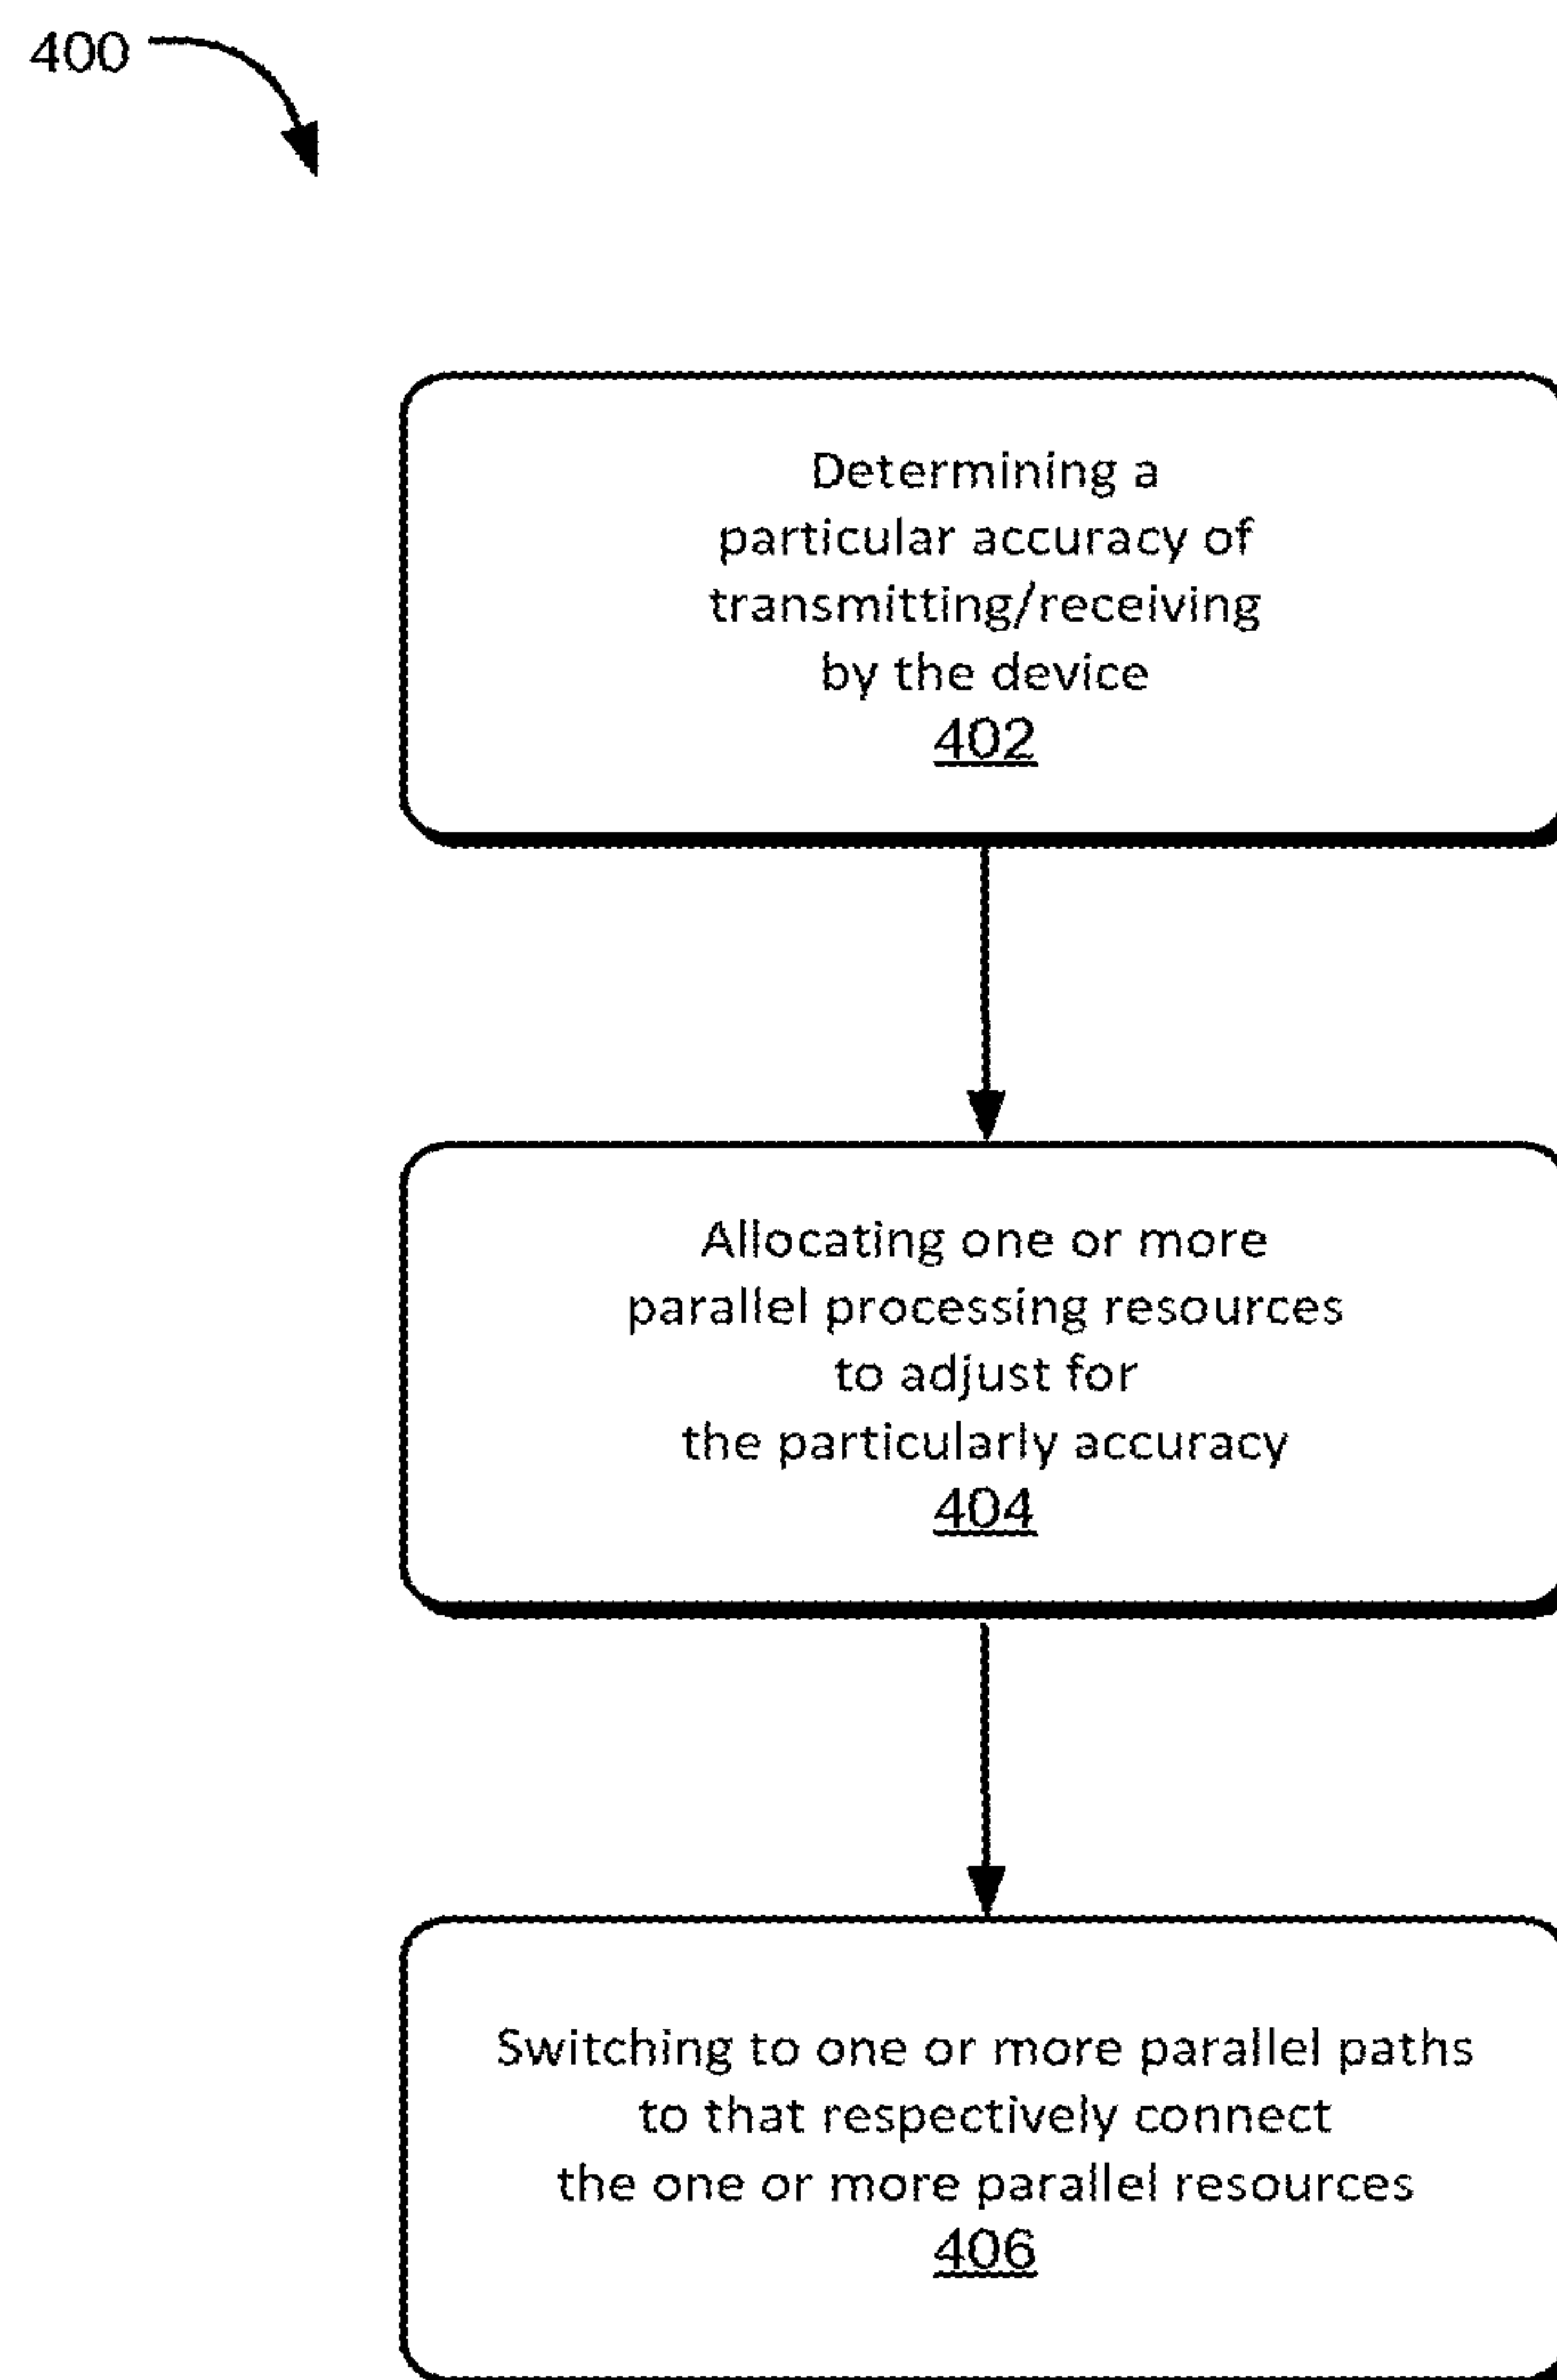 400
Determining a
particular accuracy of
transmitting/receiving
by the device
402
Allocating one or more
parallel processing resources
to adjust for
the particularly accuracy
404
Switching to one or more parallel paths
to that respectively connect
the one or more parallel resources
406